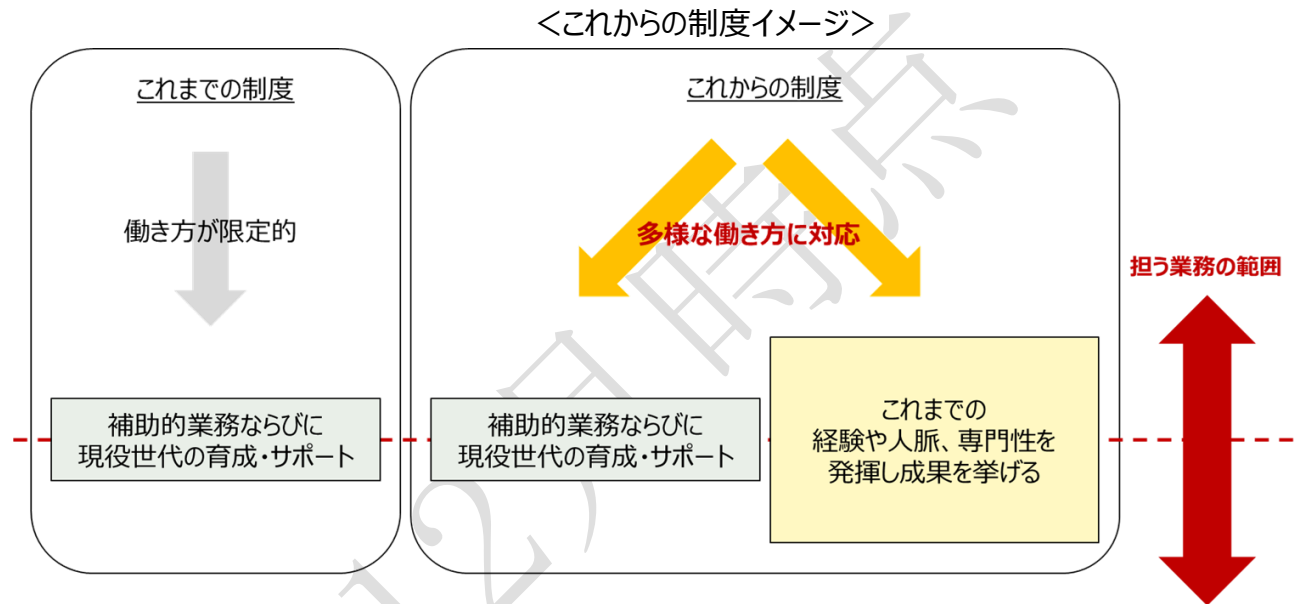 ＜これからの制度イメージ＞
これまでの制度
働き方が限定的
補助的業務ならびに
現役世代の育成・サポート
これからの制度
多様な働き方に対応
補助的業務ならびに
現役世代の育成・サポート
これまでの
経験や人脈、専門性を
発揮し成果を挙げる
担う業務の範囲
12月時点